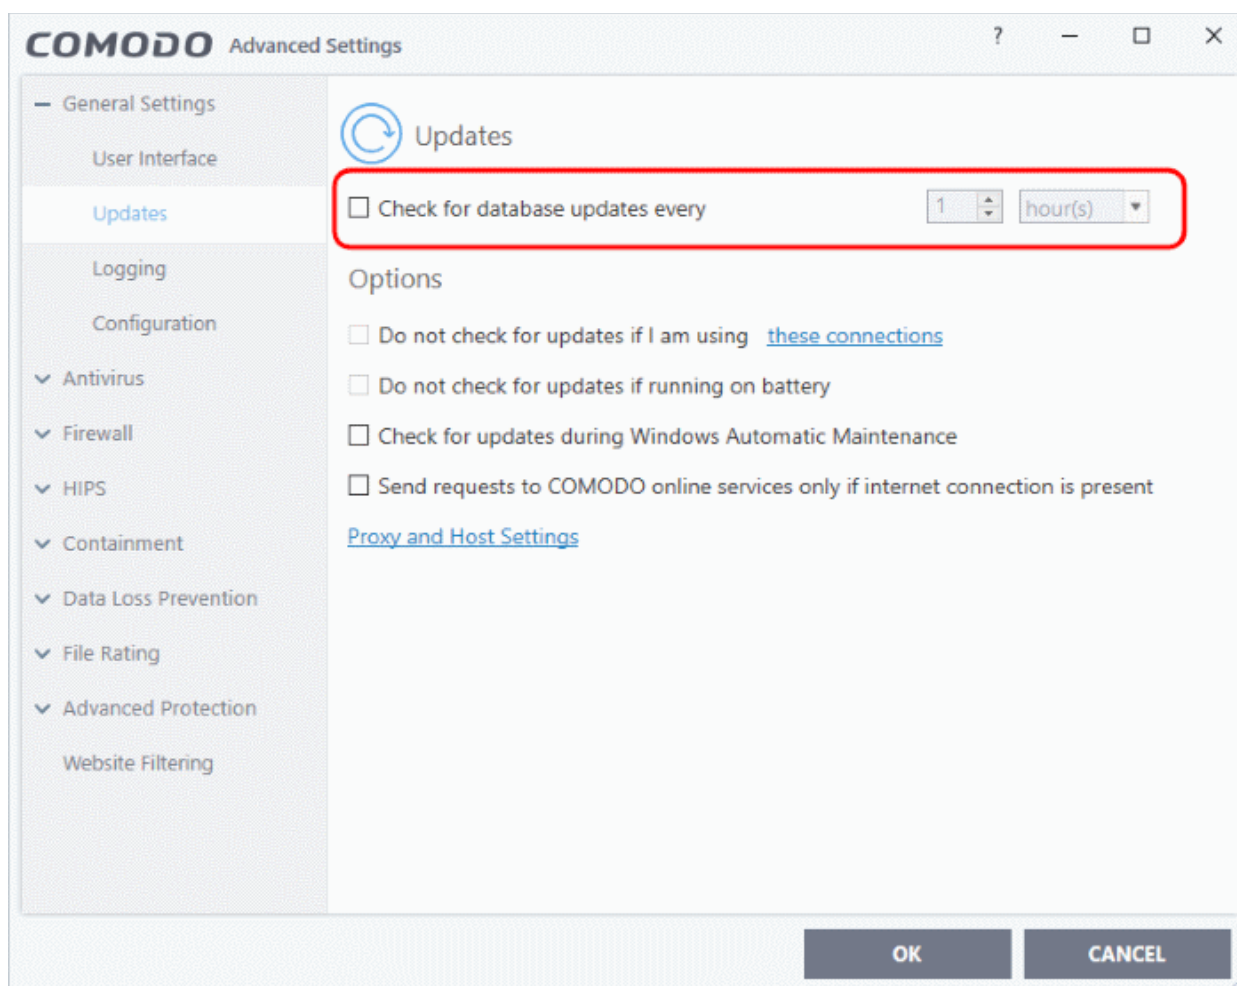 COMODO Advanced Settings ?
General Settings
User Interface
Updates
Logging
Configuration
Antivirus
Firewall
HIPS
Containment
Data Loss Prevention
File Rating
Advanced Protection
Website Filtering
Updates
Check for database updates every 1 hour(s)
Options
Do not check for updates if I am using these connections
Do not check for updates if running on battery
Check for updates during Windows Automatic Maintenance
Send requests to COMODO online services only if internet connection is present
Proxy and Host Settings
OK CANCEL